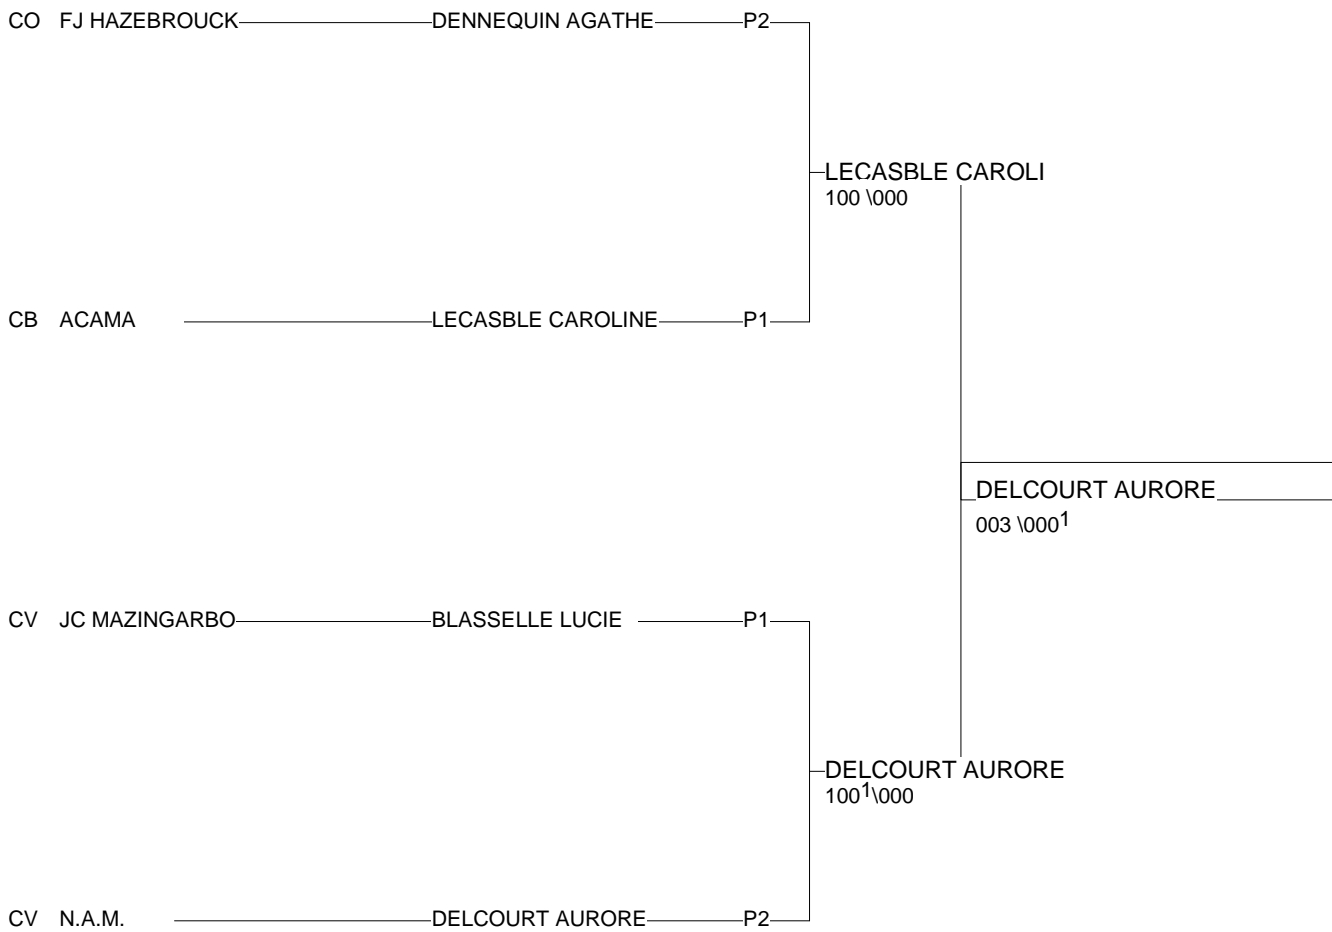 CO FJ HAZEBROUCK DENNEQUIN AGATHE P2
LECASBLE CAROLI
100 \000
CB ACAMA LECASBLE CAROLINE P1
DELCOURT AURORE
003 \000¹
CV JC MAZINGARBO BLASSELLE LUCIE P1
DELCOURT AURORE
100¹\000
CV N.A.M. DELCOURT AURORE P2